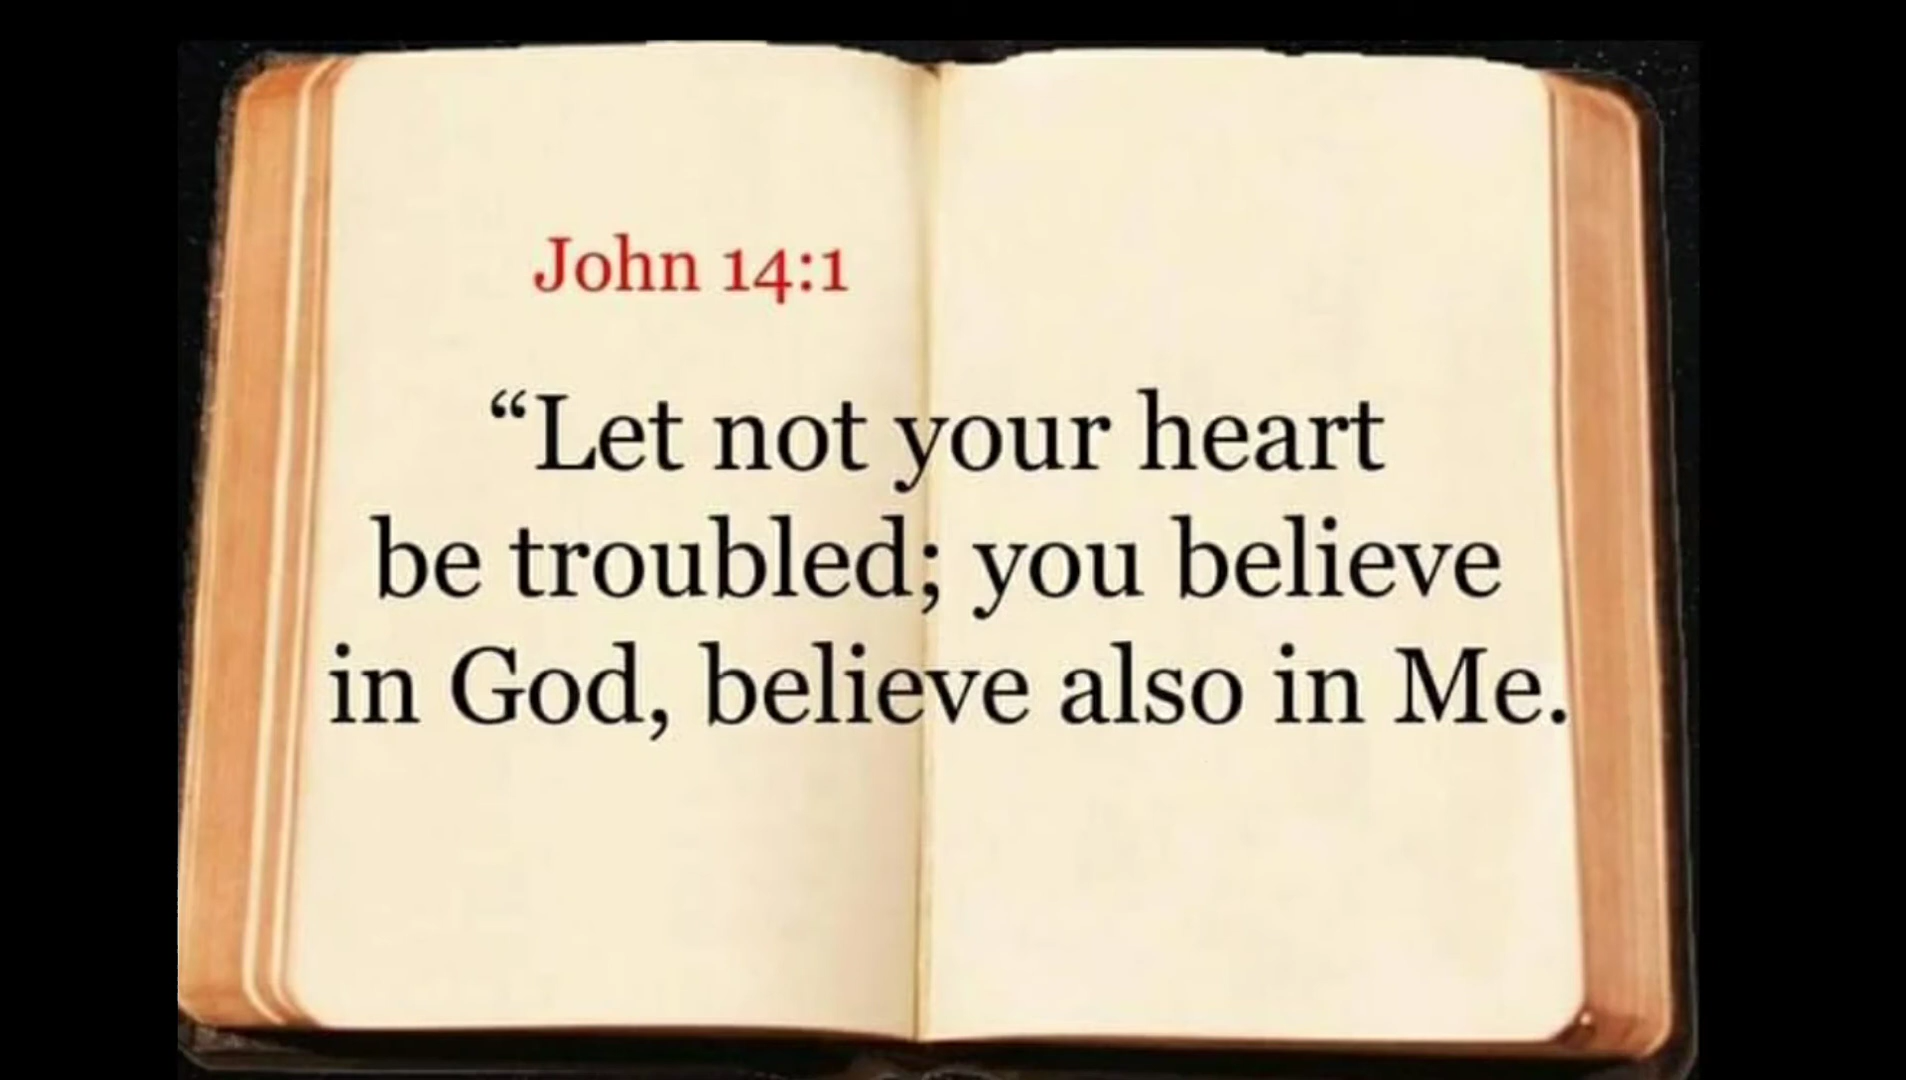 John 14:1
“Let not your heart
be troubled; you believe
in God, believe also in Me.